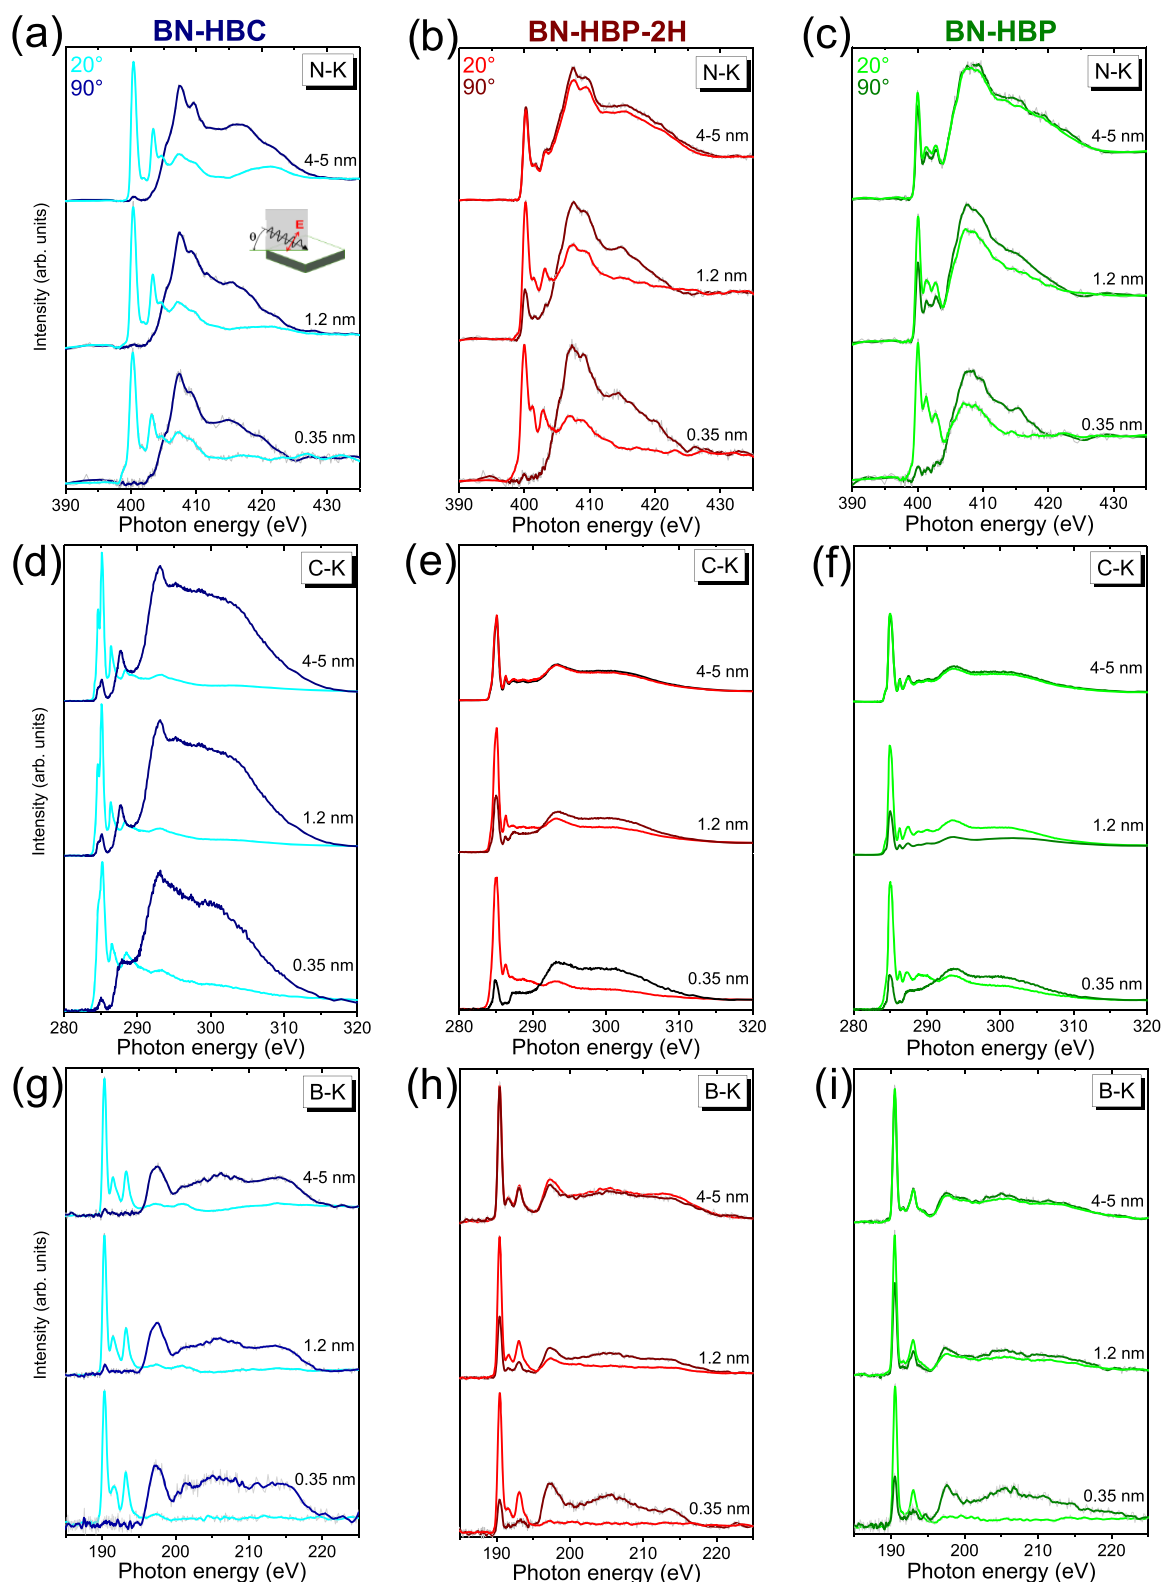 (a) BN-HBC
20°
90°
N-K
4-5 nm
θ
E
1.2 nm
0.35 nm
Intensity (arb. units)
390 400 410 420 430
Photon energy (eV)
(b) BN-HBP-2H
20°
90°
N-K
4-5 nm
1.2 nm
0.35 nm
390 400 410 420 430
Photon energy (eV)
(c) BN-HBP
20°
90°
N-K
4-5 nm
1.2 nm
0.35 nm
390 400 410 420 430
Photon energy (eV)
(d)
C-K
4-5 nm
1.2 nm
0.35 nm
Intensity (arb. units)
280 290 300 310 320
Photon energy (eV)
(e)
C-K
4-5 nm
1.2 nm
0.35 nm
280 290 300 310 320
Photon energy (eV)
(f)
C-K
4-5 nm
1.2 nm
0.35 nm
280 290 300 310 320
Photon energy (eV)
(g)
B-K
4-5 nm
1.2 nm
0.35 nm
Intensity (arb. units)
190 200 210 220
Photon energy (eV)
(h)
B-K
4-5 nm
1.2 nm
0.35 nm
190 200 210 220
Photon energy (eV)
(i)
B-K
4-5 nm
1.2 nm
0.35 nm
190 200 210 220
Photon energy (eV)